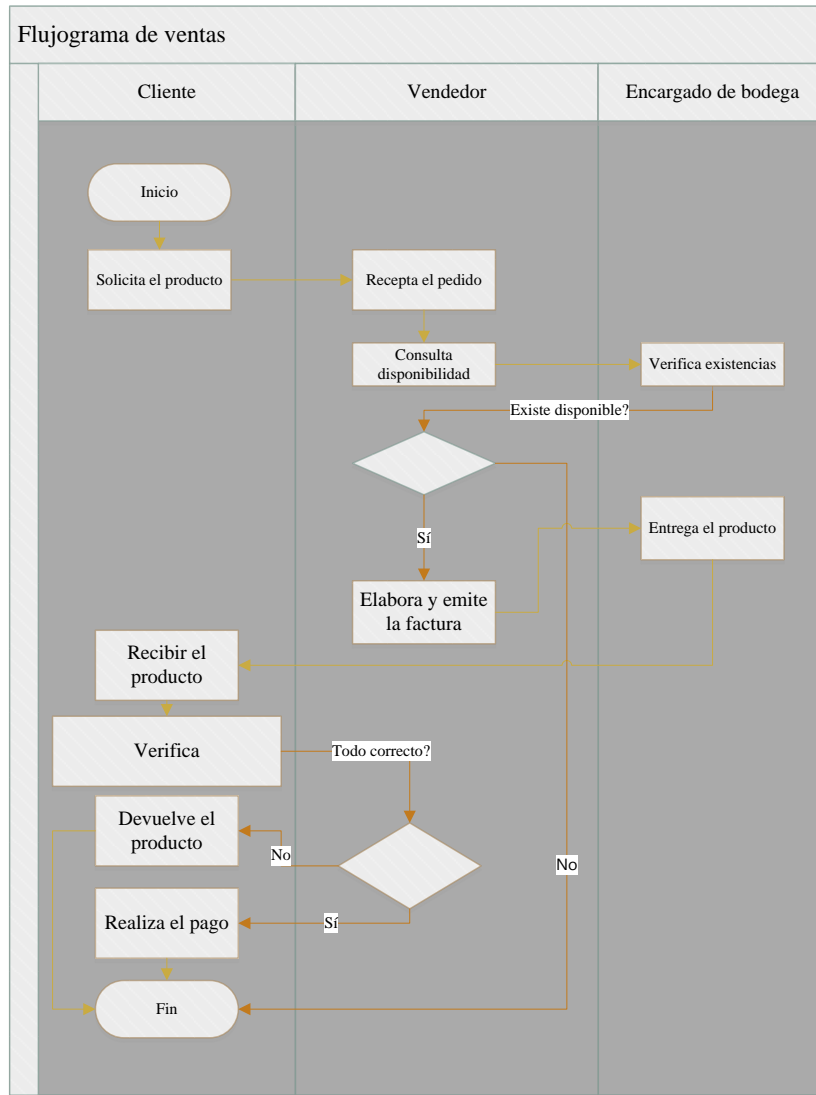 Flujograma de ventas
Cliente
Vendedor
Encargado de bodega
Inicio
Solicita el producto
Recepta el pedido
Consulta
disponibilidad
Verifica existencias
Existe disponible?
Sí
Entrega el producto
Elabora y emite
la factura
Recibir el
producto
Verifica
Todo correcto?
Devuelve el
producto
No
No
Realiza el pago
Sí
Fin